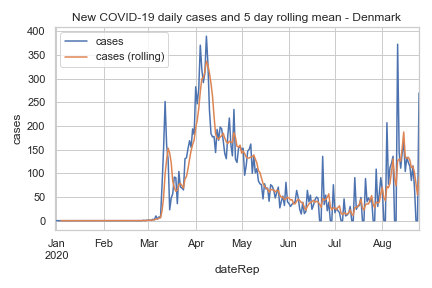 New COVID-19 daily cases and 5 day rolling mean - Denmark
cases
cases (rolling)
400
350
300
250
200
150
100
50
0
cases
Jan Feb Mar Apr May Jun Jul Aug
2020
dateRep